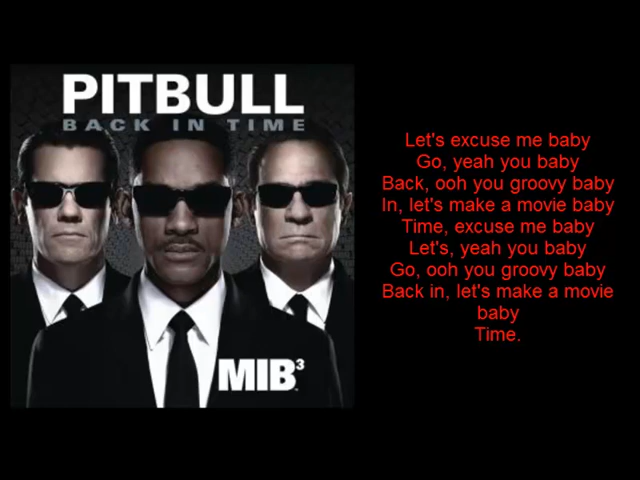 PITBULL
BACK IN TIME
MIB³
Let's excuse me baby
Go, yeah you baby
Back, ooh you groovy baby
In, let's make a movie baby
Time, excuse me baby
Let's, yeah you baby
Go, ooh you groovy baby
Back in, let's make a movie
baby
Time.